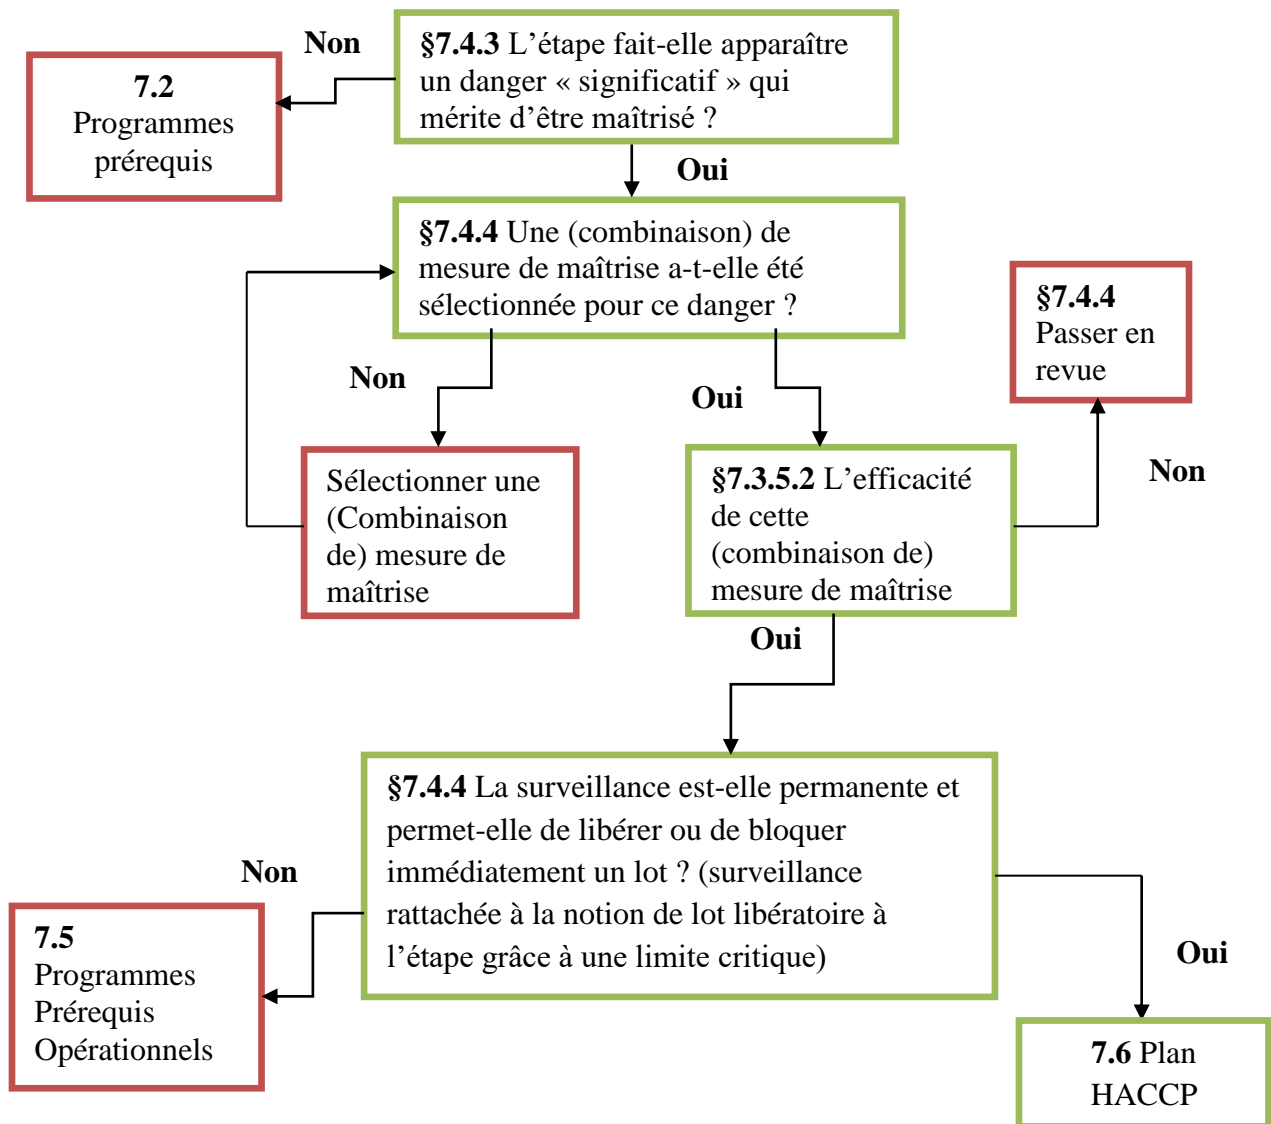 Non
§7.4.3 L’étape fait-elle apparaître
un danger « significatif » qui
mérite d’être maîtrisé ?
7.2
Programmes
prérequis
Oui
§7.4.4 Une (combinaison) de
mesure de maîtrise a-t-elle été
sélectionnée pour ce danger ?
§7.4.4
Passer en
revue
Non
Oui
Sélectionner une
(Combinaison
de) mesure de
maîtrise
§7.3.5.2 L’efficacité
de cette
(combinaison de)
mesure de maîtrise
Non
Oui
§7.4.4 La surveillance est-elle permanente et
permet-elle de libérer ou de bloquer
immédiatement un lot ? (surveillance
rattachée à la notion de lot libératoire à
l’étape grâce à une limite critique)
Non
7.5
Programmes
Prérequis
Opérationnels
Oui
7.6 Plan
HACCP